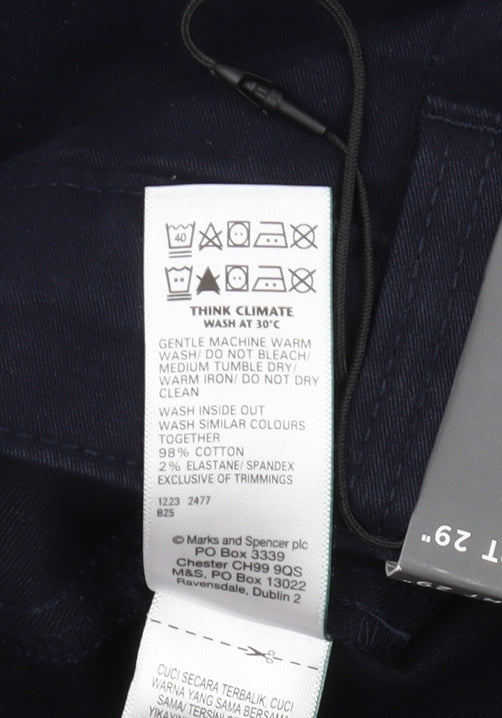 40
THINK CLIMATE
WASH AT 30°C
GENTLE MACHINE WARM
WASH/ DO NOT BLEACH/
MEDIUM TUMBLE DRY/
WARM IRON/ DO NOT DRY
CLEAN
WASH INSIDE OUT
WASH SIMILAR COLOURS
TOGETHER
98% COTTON
2% ELASTANE/ SPANDEX
EXCLUSIVE OF TRIMMINGS
1223 2477
B25
© Marks and Spencer plc
PO Box 3339
Chester CH99 9QS
M&S, PO Box 13022
Ravensdale, Dublin 2
CUCI SECARA TERBALIK, CUCI
WARNA YANG SAMA BERSAMA
29"